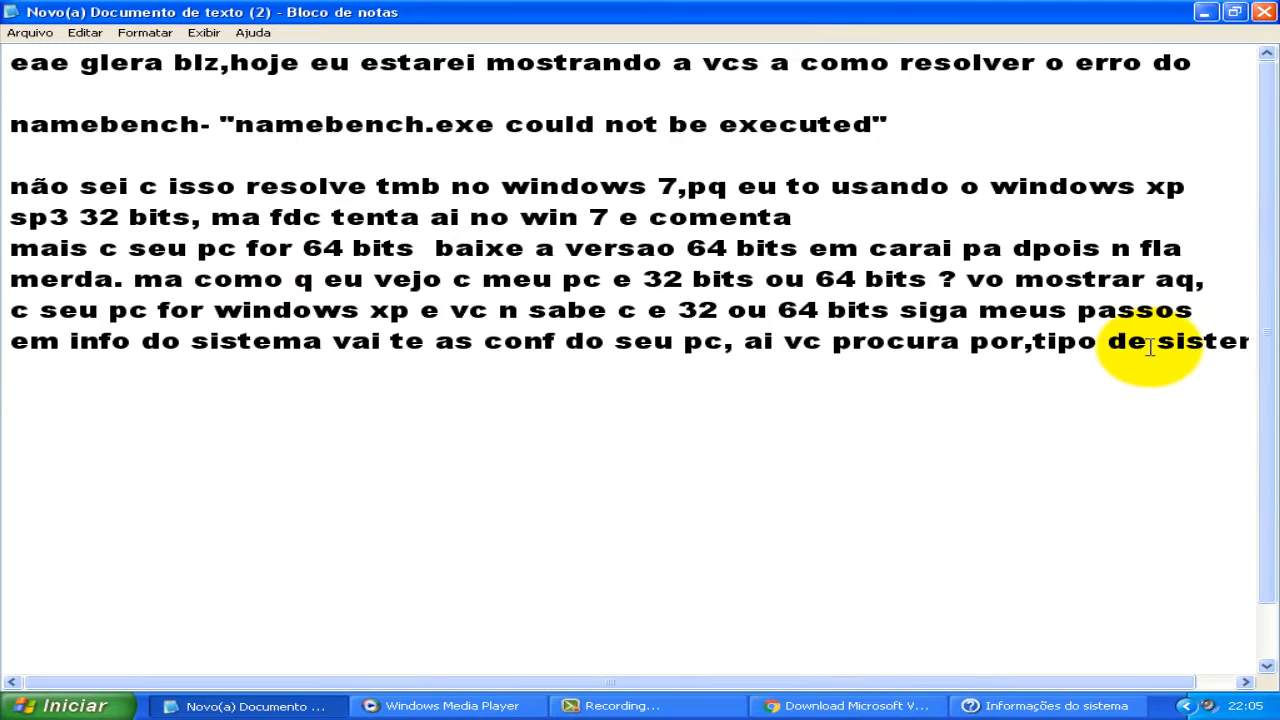 Novo(a) Documento de texto (2) - Bloco de notas
Arquivo Editar Formatar Exibir Ajuda
eae glera blz,hoje eu estarei mostrando a vcs a como resolver o erro do
namebench- "namebench.exe could not be executed"
não sei c isso resolve tmb no windows 7,pq eu to usando o windows xp
sp3 32 bits, ma fdc tenta ai no win 7 e comenta
mais c seu pc for 64 bits  baixe a versao 64 bits em carai pa dpois n fla
merda. ma como q eu vejo c meu pc e 32 bits ou 64 bits ? vo mostrar aq,
c seu pc for windows xp e vc n sabe c e 32 ou 64 bits siga meus passos
em info do sistema vai te as conf do seu pc, ai vc procura por,tipo de
Iniciar Novo(a) Documento ... Windows Media Player Recording... Download Microsoft V... Informações do sistema 22:05